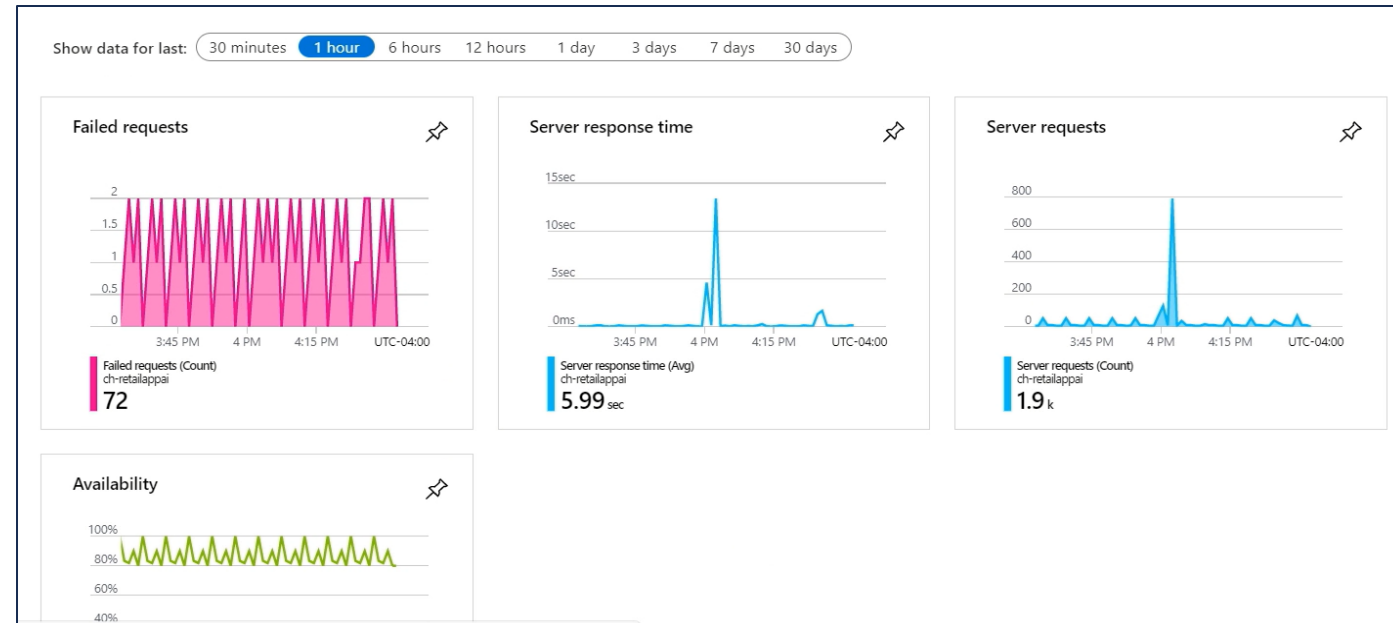 Show data for last: 30 minutes 1 hour 6 hours 12 hours 1 day 3 days 7 days 30 days
Failed requests
2
1.5
1
0.5
0
3:45 PM 4 PM 4:15 PM UTC-04:00
Failed requests (Count)
ch-retailappai
72
Server response time
15sec
10sec
5sec
0ms
3:45 PM 4 PM 4:15 PM UTC-04:00
Server response time (Avg)
ch-retailappai
5.99 sec
Server requests
800
600
400
200
0
3:45 PM 4 PM 4:15 PM UTC-04:00
Server requests (Count)
ch-retailappai
1.9 k
Availability
100%
80%
60%
40%